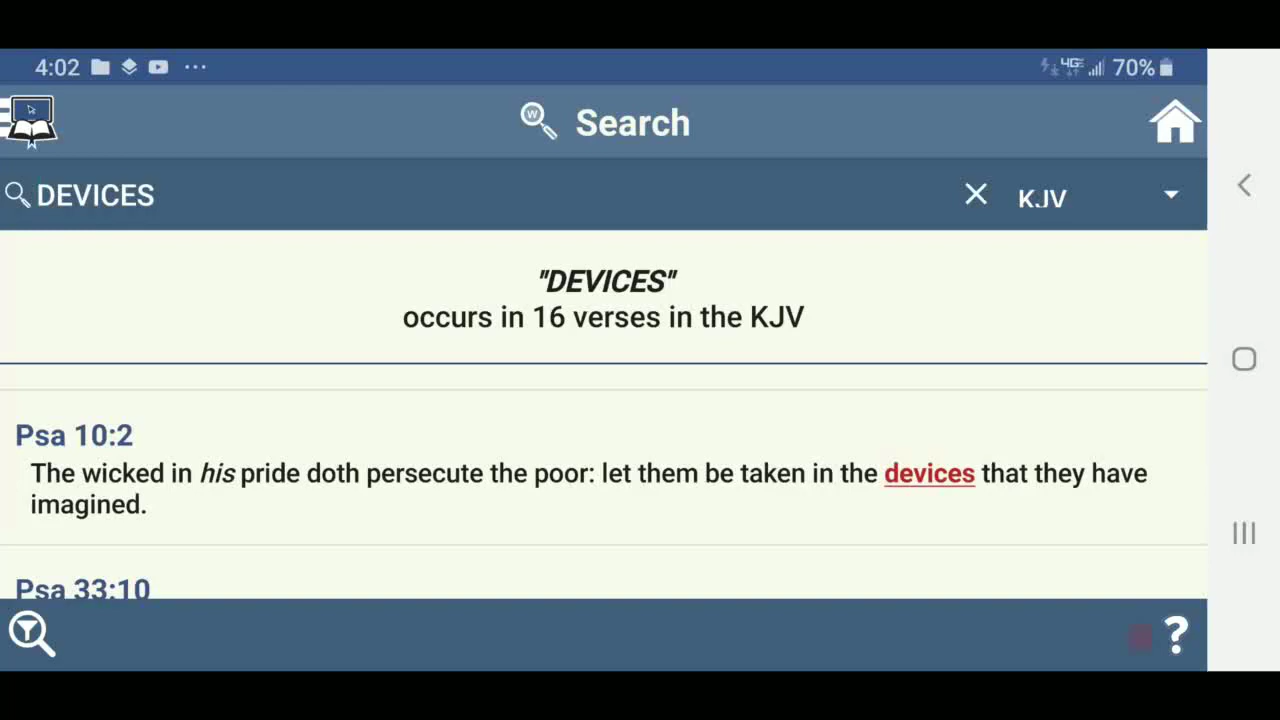 4:02 ... 4GE 70%
Search
DEVICES
KJV
"DEVICES"
occurs in 16 verses in the KJV
Psa 10:2
The wicked in his pride doth persecute the poor: let them be taken in the devices that they have
imagined.
Psa 33:10
?